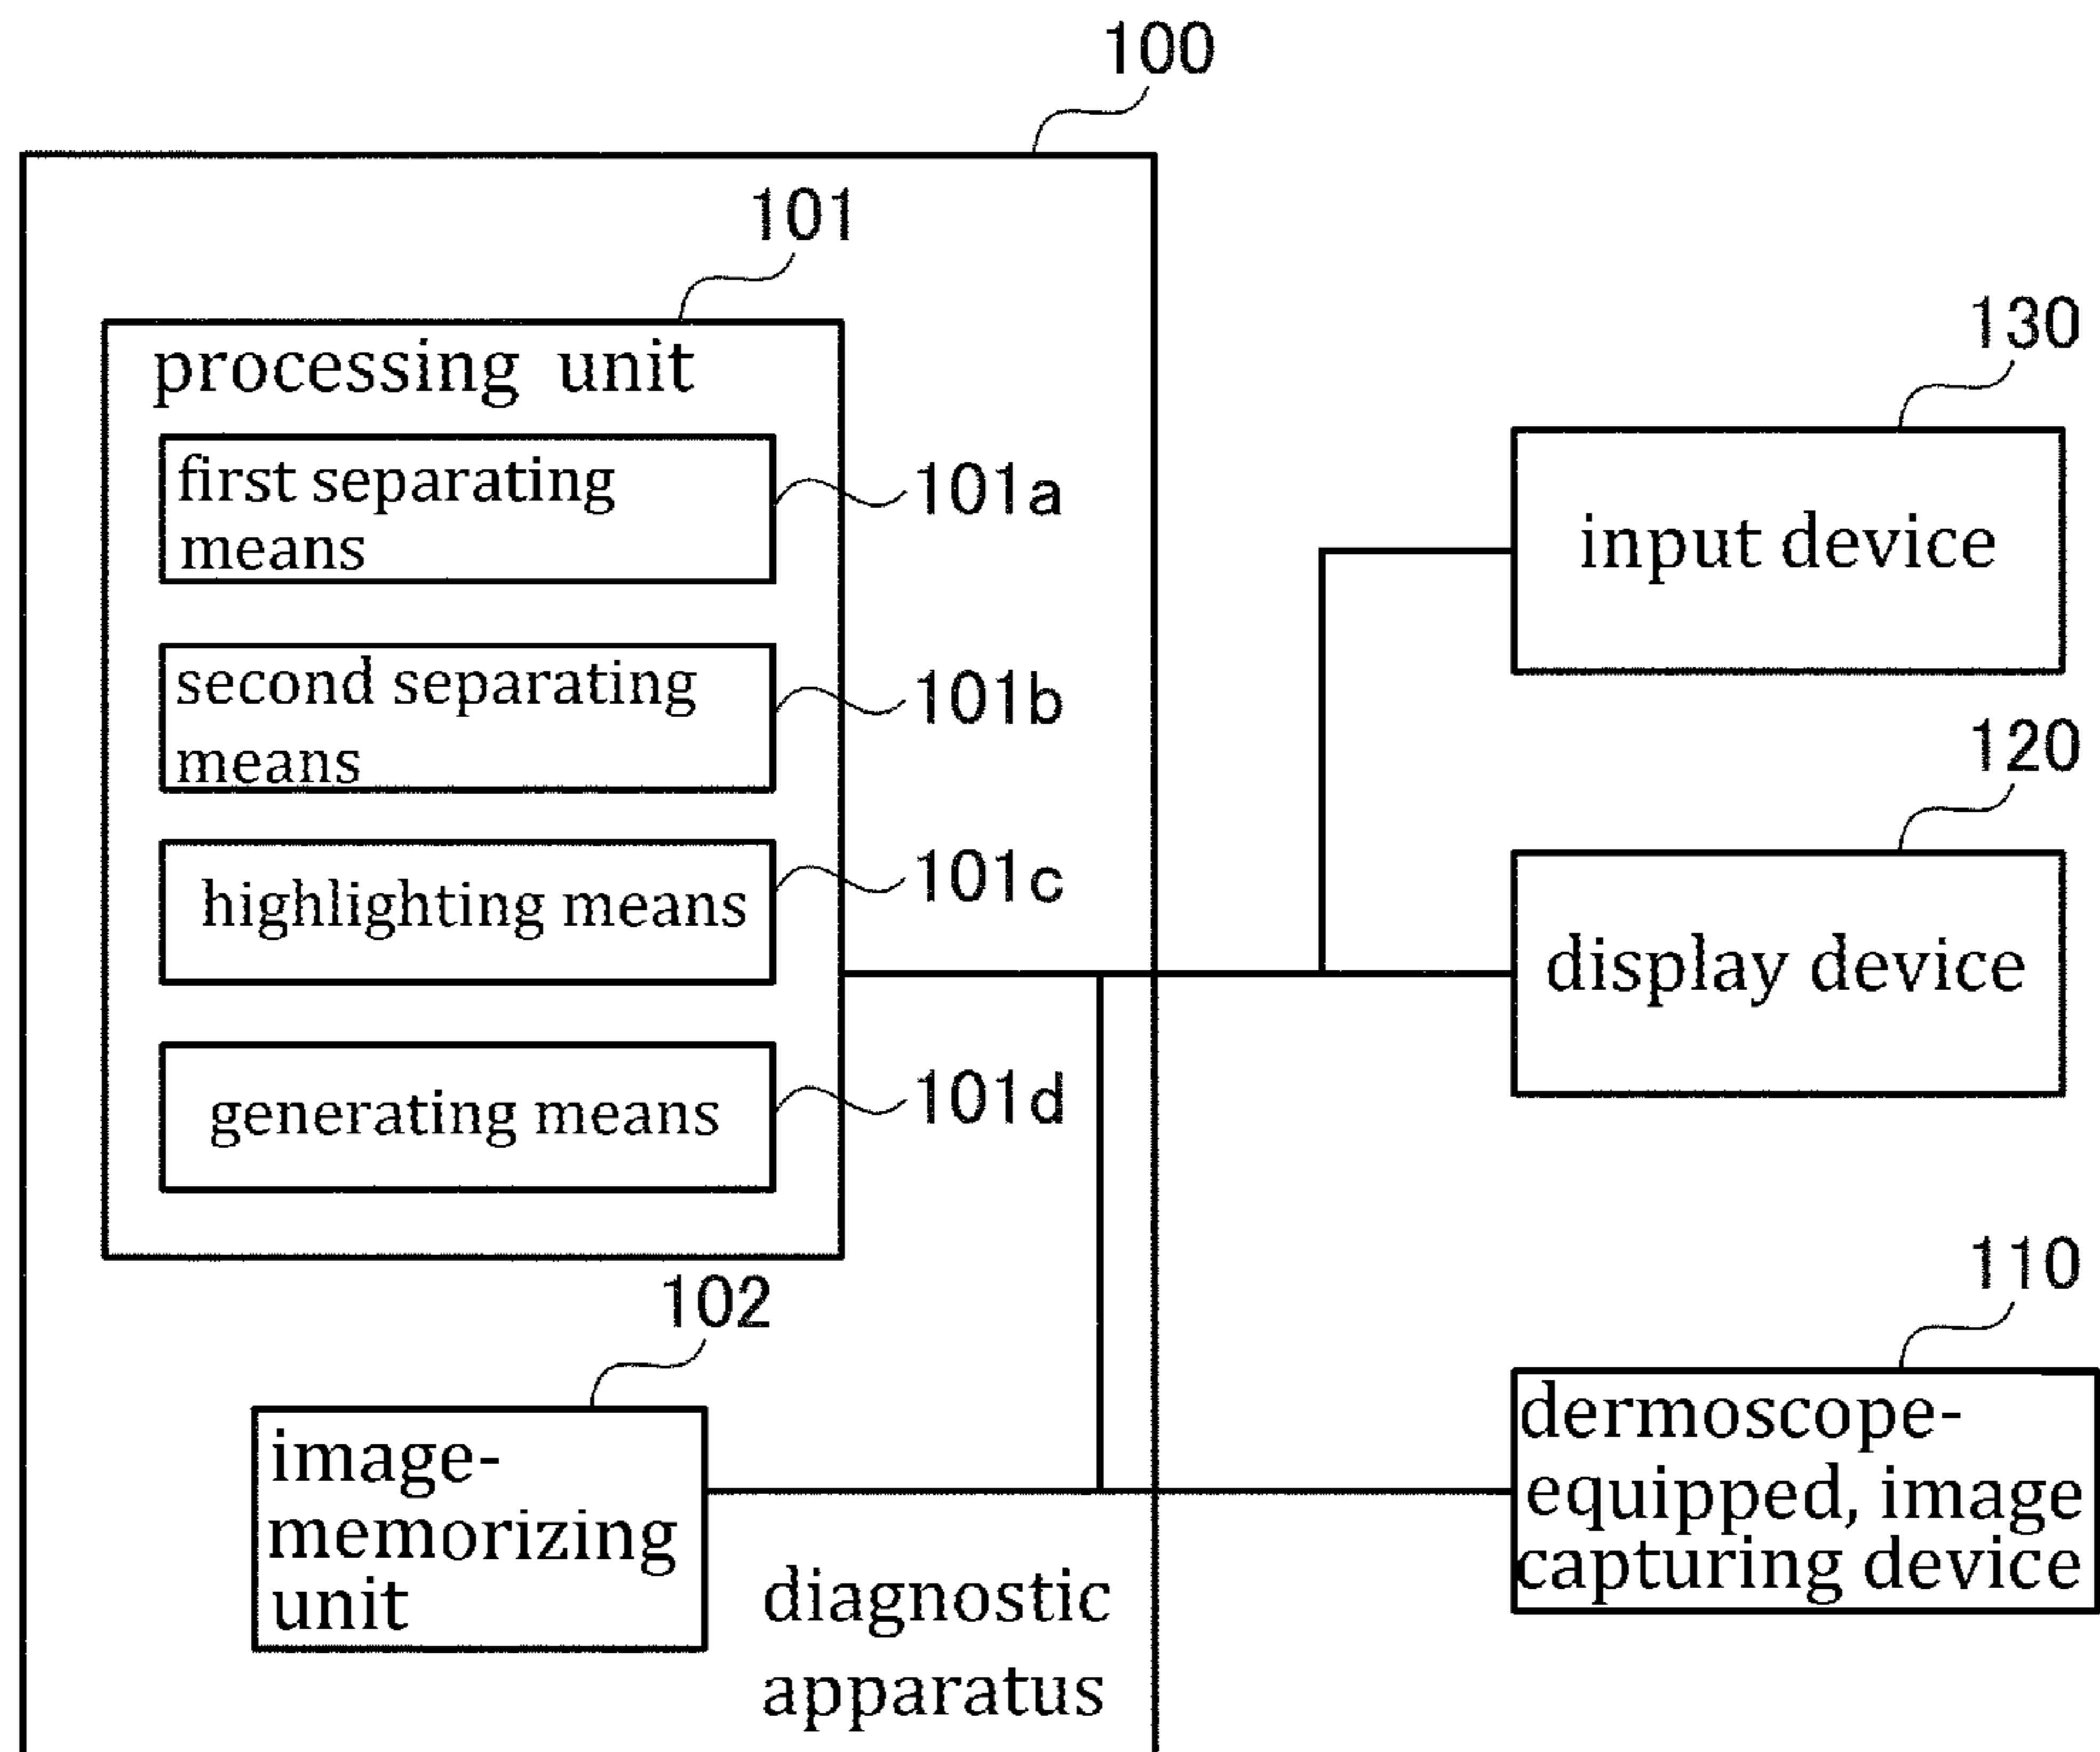 100
101
processing unit
first separating
means
101a
second separating
means
101b
highlighting means
101c
generating means
101d
102
image-
memorizing
unit
diagnostic
apparatus
130
input device
120
display device
110
dermoscope-
equipped, image
capturing device